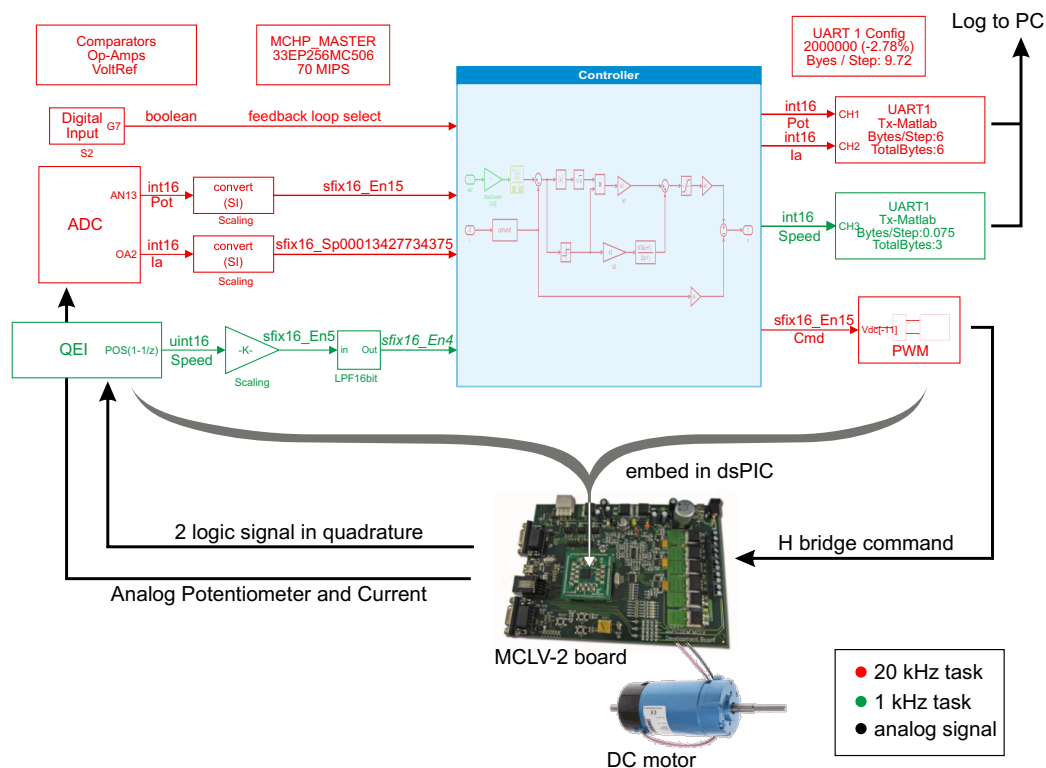 Log to PC
Comparators
Op-Amps
VoltRef
MCHP_MASTER
33EP256MC506
70 MIPS
UART 1 Config
2000000 (-2.78%)
Byes / Step: 9.72
Controller
Digital
Input
G7
S2
boolean
feedback loop select
int16
Pot
int16
Ia
CH1
CH2
UART1
Tx-Matlab
Bytes/Step:6
TotalBytes:6
ADC
AN13
OA2
int16
Pot
convert
(SI)
Scaling
sfix16_En15
int16
Ia
convert
(SI)
Scaling
sfix16_Sp00013427734375
int16
Speed
CH3
UART1
Tx-Matlab
Bytes/Step:0.075
TotalBytes:3
convert
QEI
POS(1-1/z)
uint16
Speed
-K-
Scaling
sfix16_En5
in
Out
LPF16bit
sfix16_En4
sfix16_En15
Cmd
Vdc[-11]
PWM
embed in dsPIC
2 logic signal in quadrature
H bridge command
Analog Potentiometer and Current
Development Board
MCLV-2 board
20 kHz task
1 kHz task
analog signal
DC motor